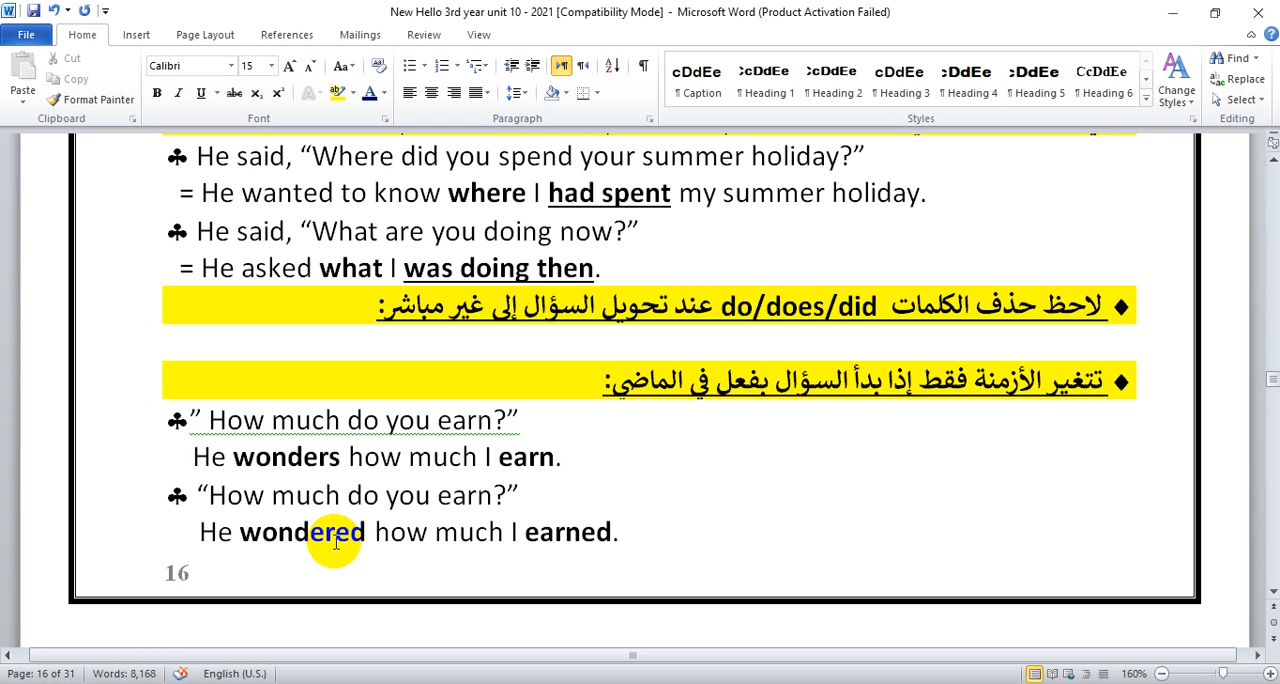 New Hello 3rd year unit 10 - 2021 [Compatibility Mode] - Microsoft Word (Product Activation Failed)
File Home Insert Page Layout References Mailings Review View
Cut
Copy
Format Painter
Paste
Clipboard
Calibri 15
Font
Paragraph
CcDdEe CcDdEe CcDdEe CcDdEe CcDdEe CcDdEe CcDdEe
¶ Caption ¶ Heading 1 ¶ Heading 2 ¶ Heading 3 ¶ Heading 4 ¶ Heading 5 ¶ Heading 6
Change Styles
Styles
Find
Replace
Select
Editing
♣ He said, “Where did you spend your summer holiday?”
= He wanted to know where I had spent my summer holiday.
♣ He said, “What are you doing now?”
= He asked what I was doing then.
♦ لاحظ حذف الكلمات do/does/did عند تحويل السؤال إلى غير مباشر:
♦ تتغير الأزمنة فقط إذا بدأ السؤال بفعل في الماضي:
♣” How much do you earn?”
He wonders how much I earn.
♣ “How much do you earn?”
He wondered how much I earned.
16
Page: 16 of 31 Words: 8,168 English (U.S.) 160%